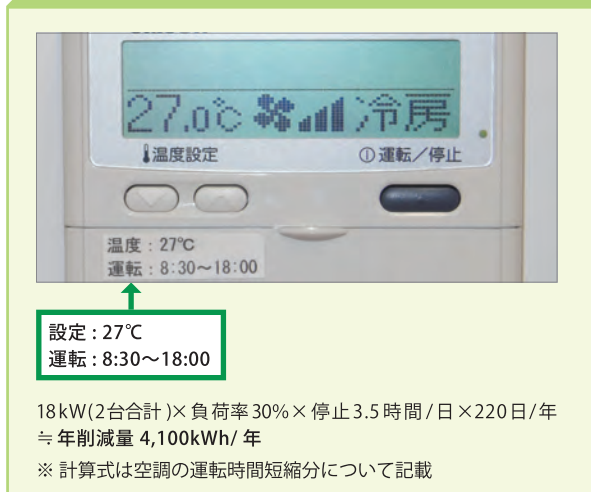 27.0℃ 冷房
温度設定 運転／停止
温度：27℃
運転：8:30～18:00
設定：27℃
運転：8:30～18:00
18kW(2台合計)×負荷率30%×停止3.5時間/日×220日/年
≒年削減量 4,100kWh/年
※ 計算式は空調の運転時間短縮分について記載